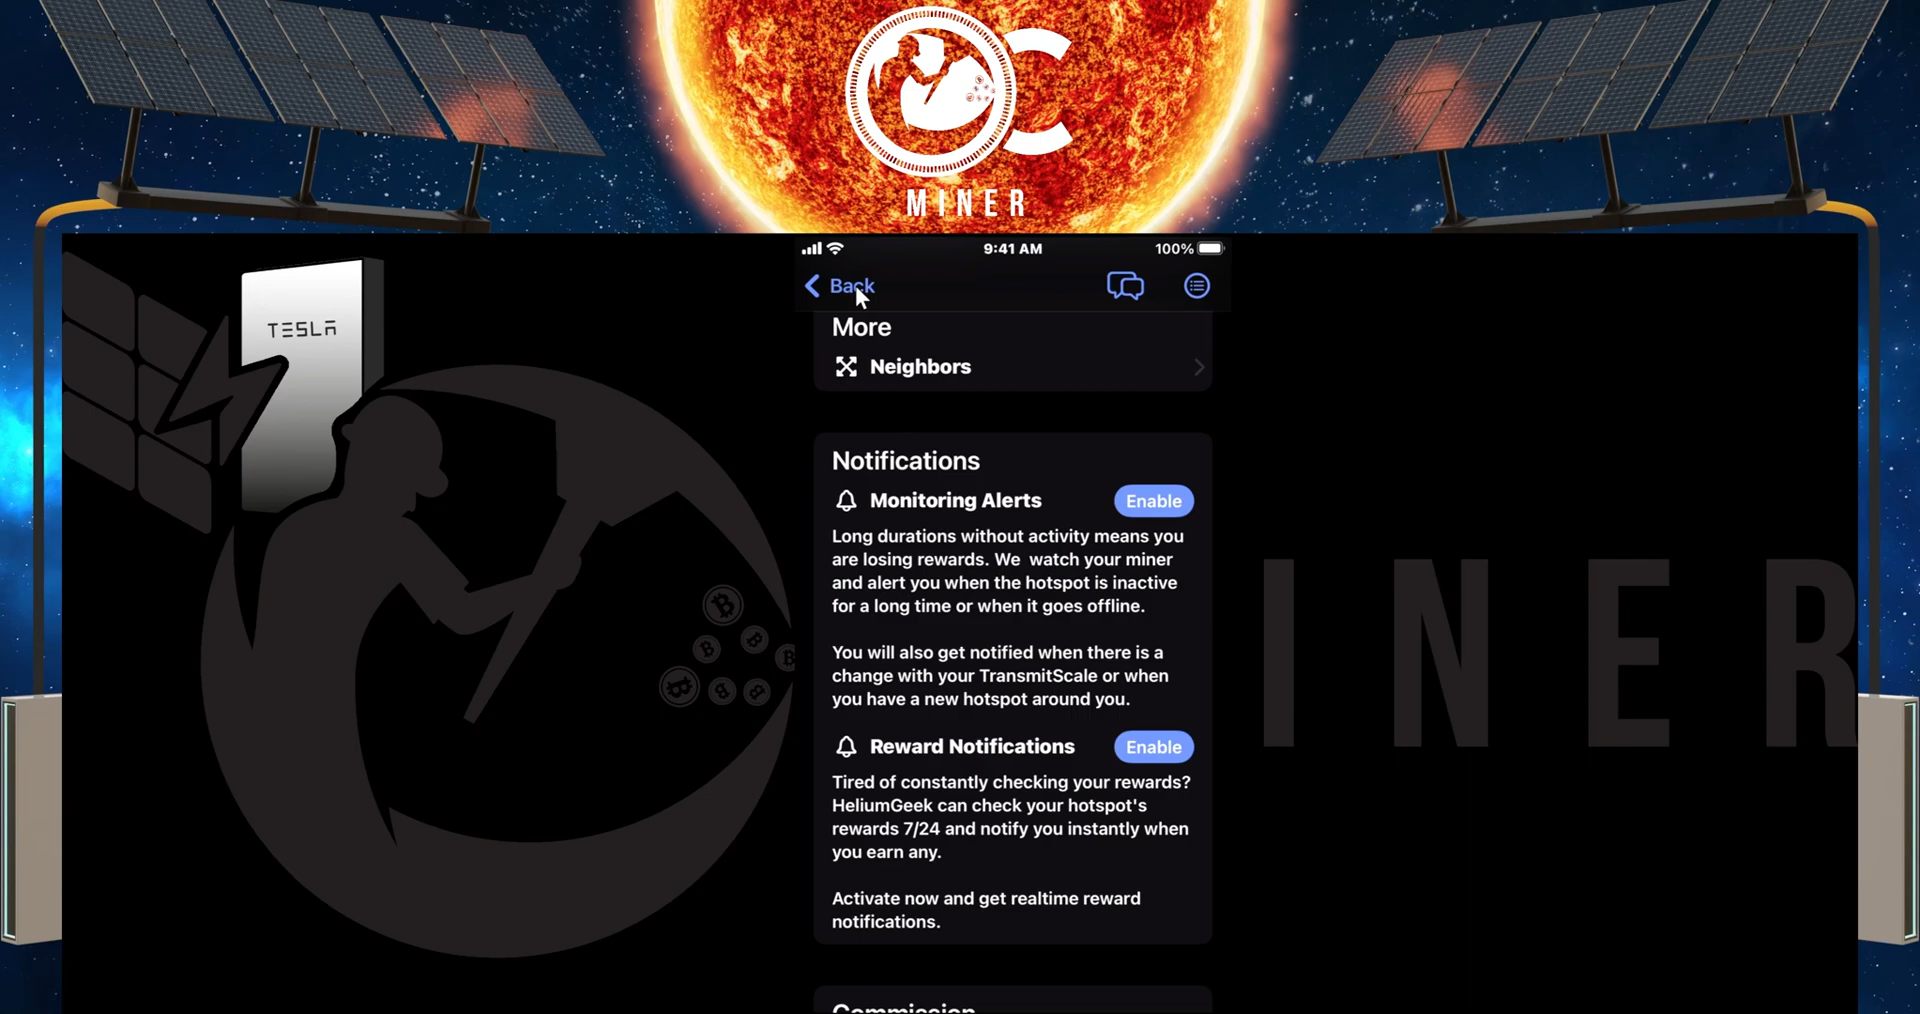 MINER
9:41 AM
100%
Back
More
Neighbors
TESLA
Notifications
Monitoring Alerts
Enable
Long durations without activity means you
are losing rewards. We watch your miner
and alert you when the hotspot is inactive
for a long time or when it goes offline.
You will also get notified when there is a
change with your TransmitScale or when
you have a new hotspot around you.
INER
Reward Notifications
Enable
Tired of constantly checking your rewards?
HeliumGeek can check your hotspot's
rewards 7/24 and notify you instantly when
you earn any.
Activate now and get realtime reward
notifications.
Commission